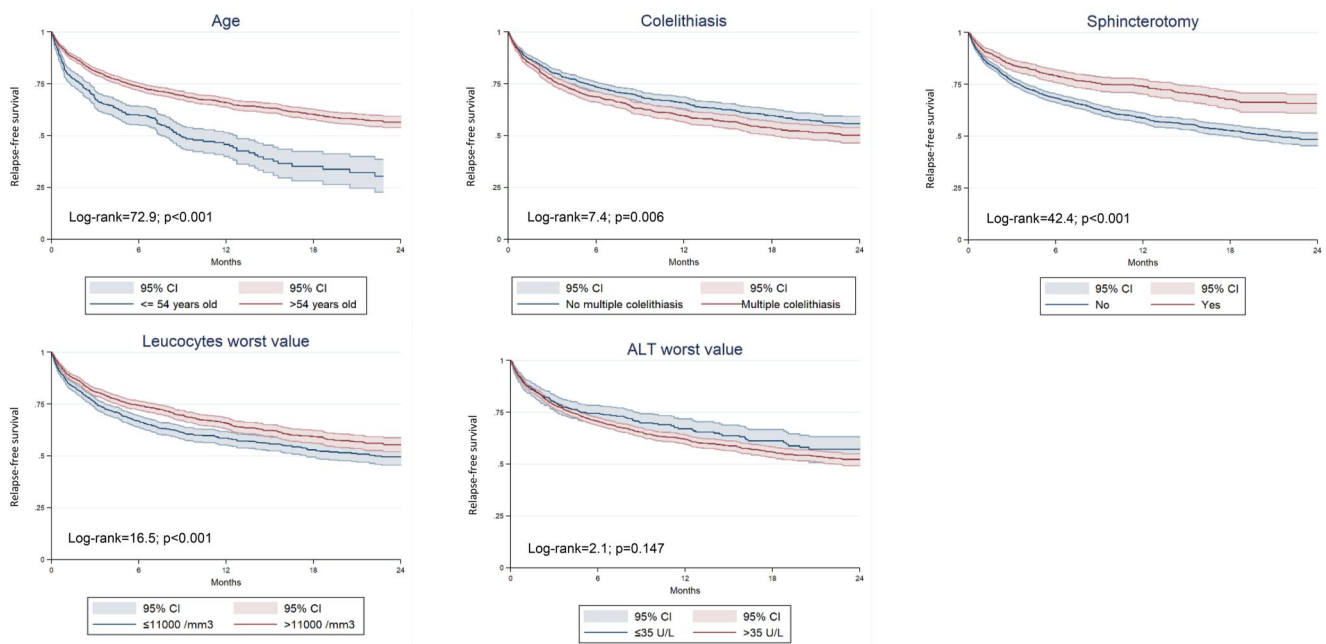 Age
Relapse-free survival
1
.75
.5
.25
0
Log-rank=72.9; p<0.001
0 6 12 18 24
Months
95% CI 95% CI
<= 54 years old >54 years old
Colelithiasis
Relapse-free survival
1
.75
.5
.25
0
Log-rank=7.4; p=0.006
0 6 12 18 24
Months
95% CI 95% CI
No multiple colelithiasis Multiple colelithiasis
Sphincterotomy
Relapse-free survival
1
.75
.5
.25
0
Log-rank=42.4; p<0.001
0 6 12 18 24
Months
95% CI 95% CI
No Yes
Leucocytes worst value
Relapse-free survival
1
.75
.5
.25
0
Log-rank=16.5; p<0.001
0 6 12 18 24
Months
95% CI 95% CI
≤11000 /mm3 >11000 /mm3
ALT worst value
Relapse-free survival
1
.75
.5
.25
0
Log-rank=2.1; p=0.147
0 6 12 18 24
Months
95% CI 95% CI
≤35 U/L >35 U/L